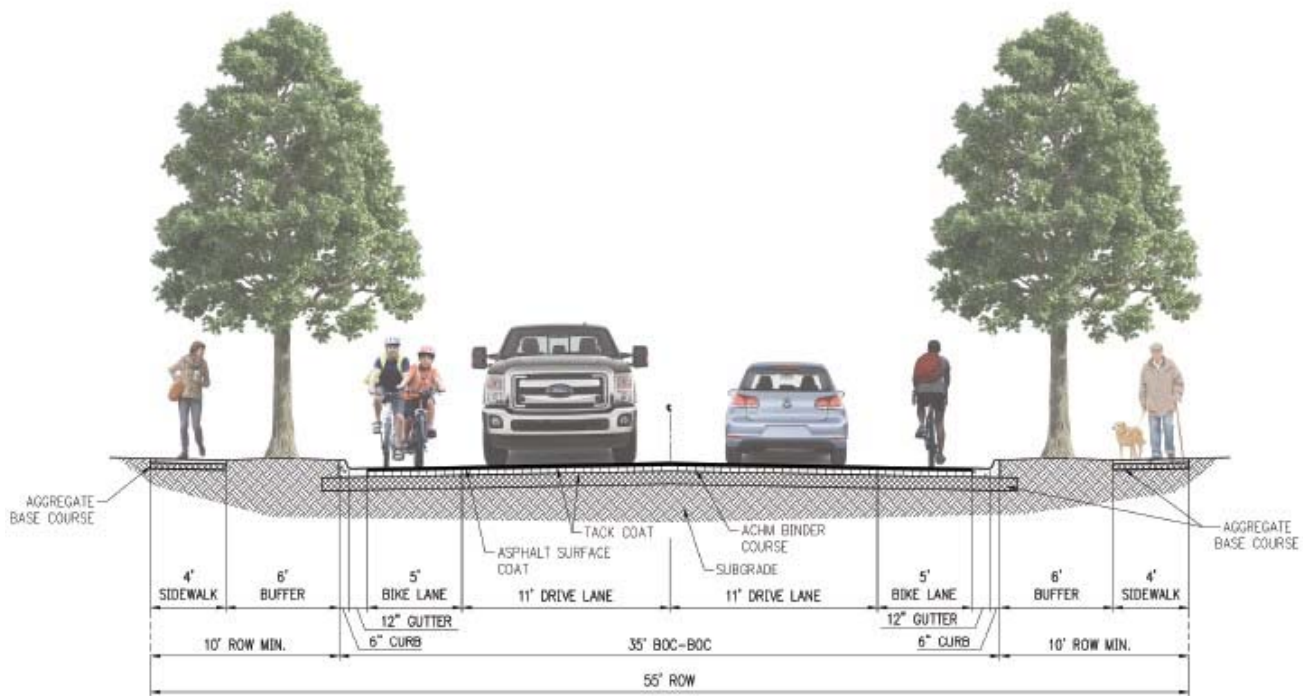 AGGREGATE
BASE COURSE
TACK COAT
ASPHALT SURFACE
COAT
ACHM BINDER
COURSE
SUBGRADE
AGGREGATE
BASE COURSE
4'
SIDEWALK
6'
BUFFER
5'
BIKE LANE
11' DRIVE LANE
11' DRIVE LANE
5'
BIKE LANE
6'
BUFFER
4'
SIDEWALK
12" GUTTER
12" GUTTER
6" CURB
6" CURB
10' ROW MIN.
35' BOC-BOC
10' ROW MIN.
55' ROW